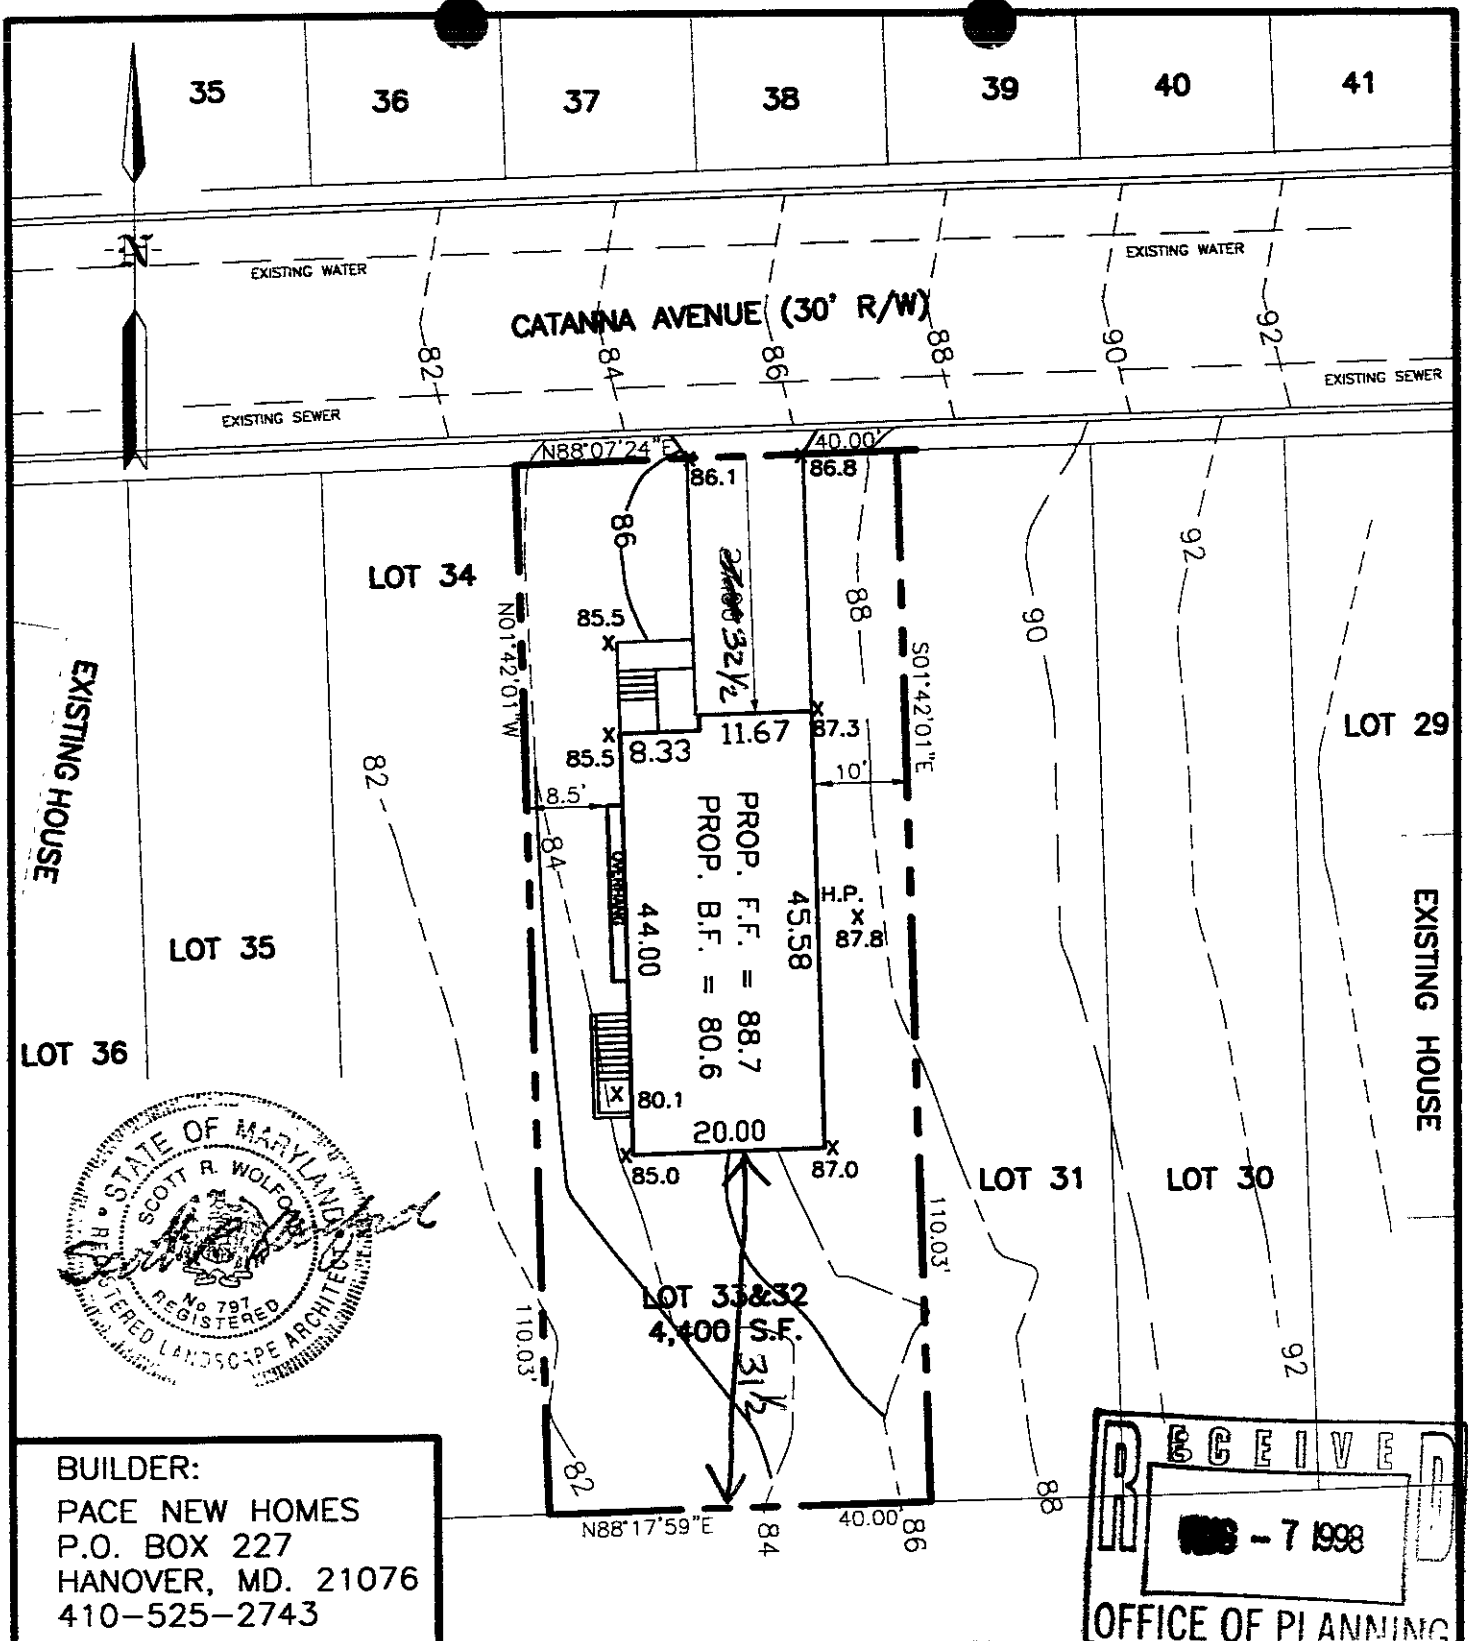 35
36
37
38
39
40
41
N
EXISTING WATER
EXISTING WATER
CATANNA AVENUE (30' R/W)
82
84
86
88
90
92
EXISTING SEWER
EXISTING SEWER
N88°07'24"E
40.00'
86.1
86.8
86
LOT 34
85.5
N01°42'01"W
32 1/2
88
S01°42'01"E
90
92
LOT 29
EXISTING HOUSE
85.5
8.33
11.67
87.3
10'
82
8.5'
84
OVERHANG
44.00
PROP. F.F. = 88.7
PROP. B.F. = 80.6
45.58
H.P.
87.8
LOT 35
LOT 36
EXISTING HOUSE
80.1
20.00
85.0
87.0
LOT 31
LOT 30
STATE OF MARYLAND
REGISTERED LANDSCAPE ARCHITECT
SCOTT R. WOLFORD
No 797
REGISTERED
110.03'
110.03'
LOT 33&32
4,400 S.F.
31 1/2
92
82
88
N88°17'59"E
40.00'
84
86
BUILDER:
PACE NEW HOMES
P.O. BOX 227
HANOVER, MD. 21076
410-525-2743
RECEIVED
- 7 1998
OFFICE OF PLANNING